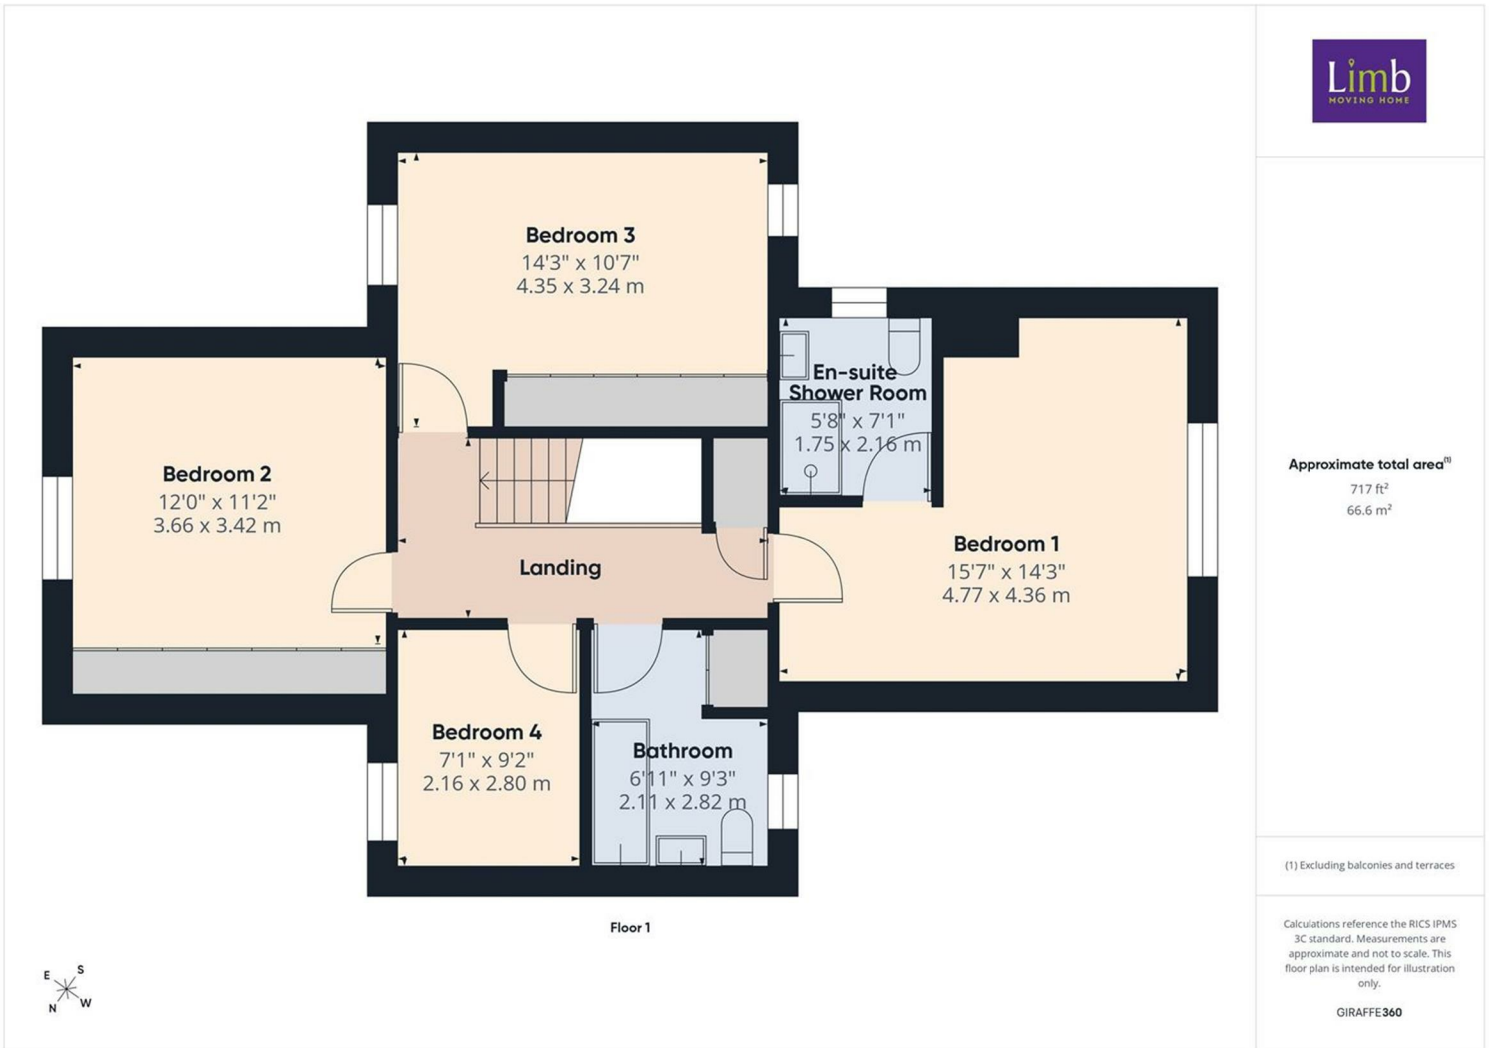 Limb
MOVING HOME
Bedroom 3
14'3" x 10'7"
4.35 x 3.24 m
En-suite
Shower Room
5'8" x 7'1"
1.75 x 2.16 m
Bedroom 2
12'0" x 11'2"
3.66 x 3.42 m
Bedroom 1
15'7" x 14'3"
4.77 x 4.36 m
Landing
Bedroom 4
7'1" x 9'2"
2.16 x 2.80 m
Bathroom
6'11" x 9'3"
2.11 x 2.82 m
Floor 1
E S
N W
Approximate total area(1)
717 ft²
66.6 m²
(1) Excluding balconies and terraces
Calculations reference the RICS IPMS
3C standard. Measurements are
approximate and not to scale. This
floor plan is intended for illustration
only.
GIRAFFE360